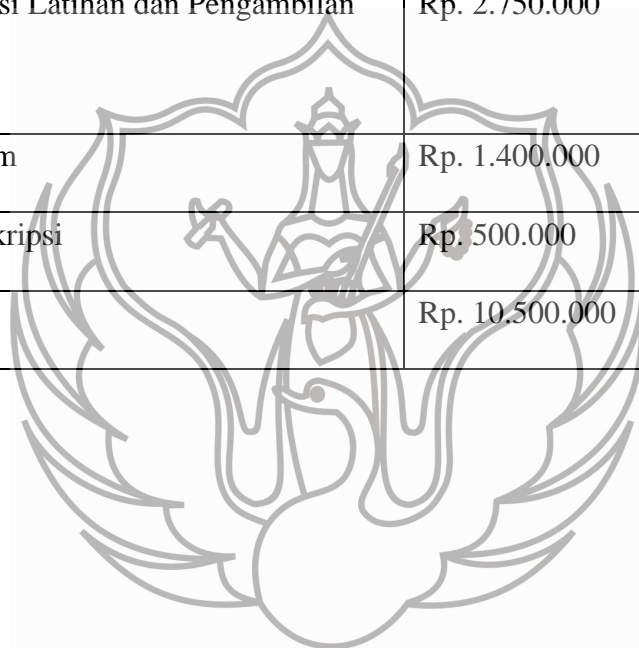 si Latihan dan Pengambilan Rp. 2.750.000
m Rp. 1.400.000
kripsi Rp. 500.000
Rp. 10.500.000